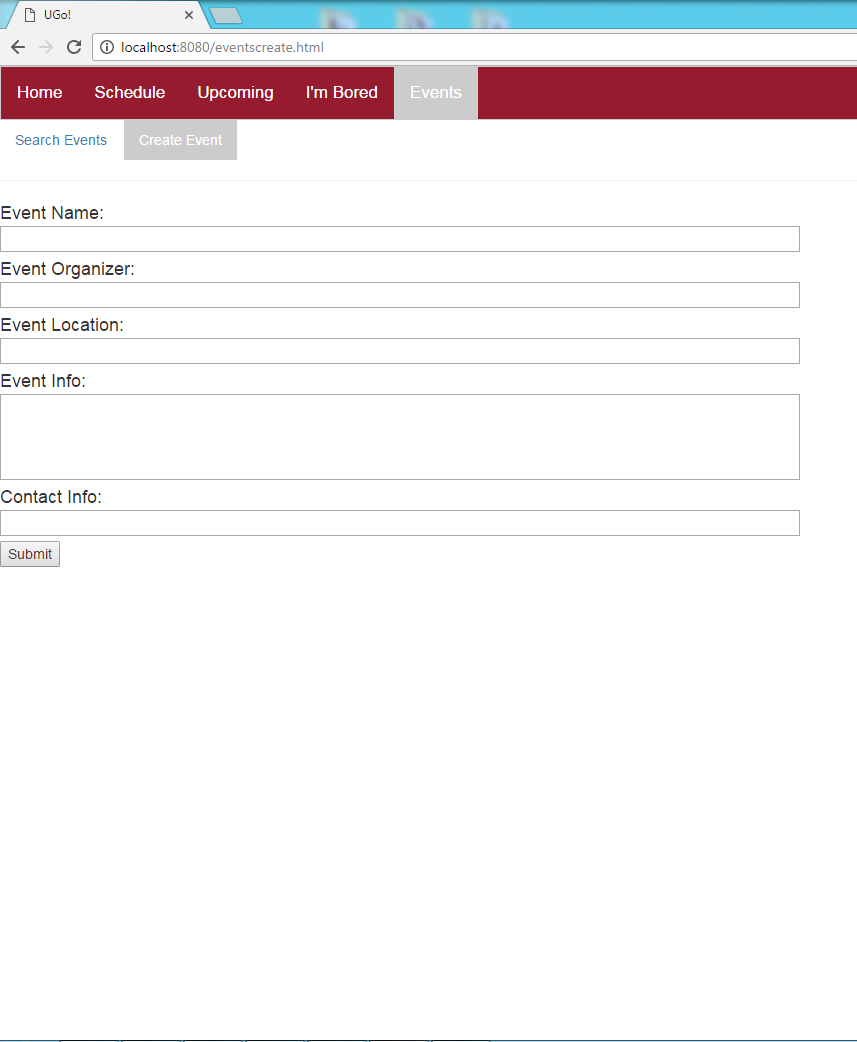 UGo!
localhost:8080/eventscreate.html
Home Schedule Upcoming I'm Bored Events
Search Events Create Event
Event Name:
Event Organizer:
Event Location:
Event Info:
Contact Info:
Submit